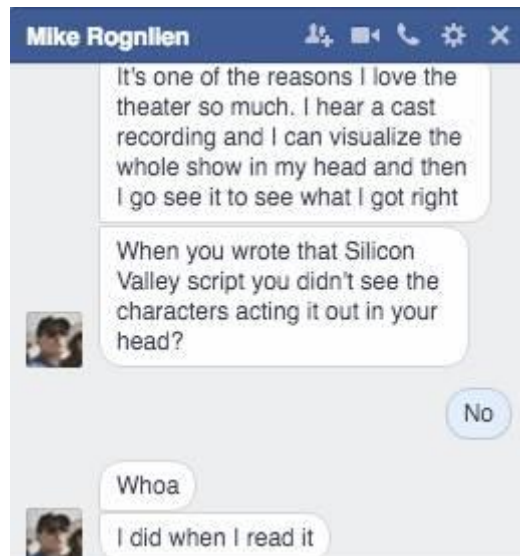 Mike Rognlien
It's one of the reasons I love the
theater so much. I hear a cast
recording and I can visualize the
whole show in my head and then
I go see it to see what I got right
When you wrote that Silicon
Valley script you didn't see the
characters acting it out in your
head?
No
Whoa
I did when I read it